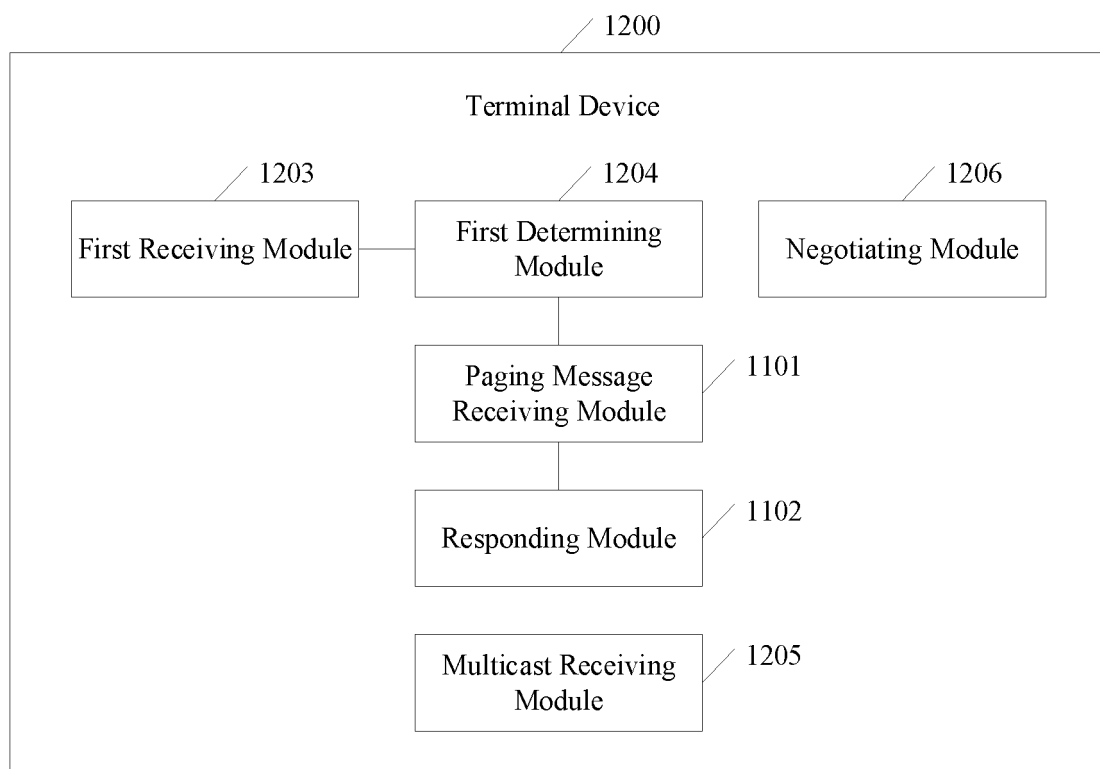 1200
Terminal Device
1203
1204
1206
First Receiving Module
First Determining
Module
Negotiating Module
Paging Message
Receiving Module
1101
Responding Module
1102
Multicast Receiving
Module
1205